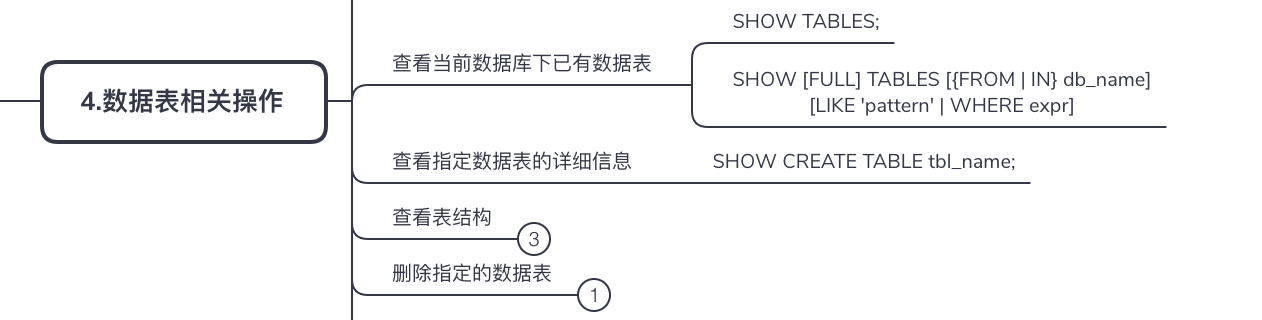 4.数据表相关操作
查看当前数据库下已有数据表
SHOW TABLES;
SHOW [FULL] TABLES [{FROM | IN} db_name]
[LIKE 'pattern' | WHERE expr]
查看指定数据表的详细信息
SHOW CREATE TABLE tbl_name;
查看表结构
3
删除指定的数据表
1